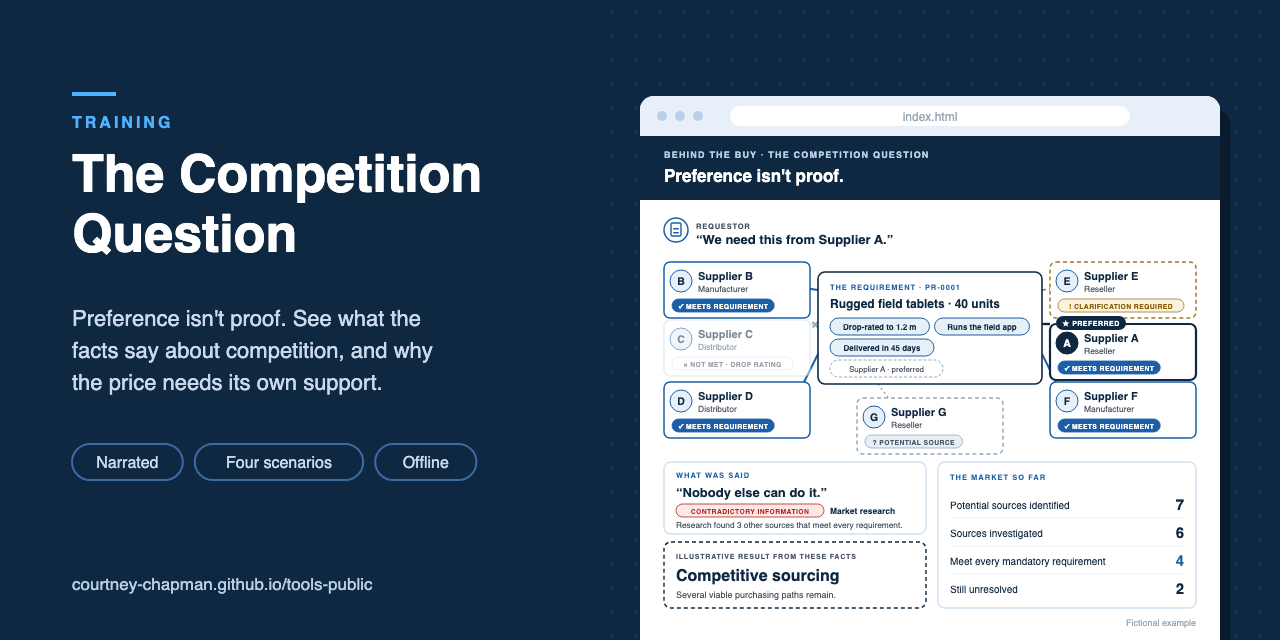 TRAINING
The Competition
Question
Preference isn't proof. See what the
facts say about competition, and why
the price needs its own support.
Narrated
Four scenarios
Offline
courtney-chapman.github.io/tools-public
index.html
BEHIND THE BUY · THE COMPETITION QUESTION
Preference isn't proof.
REQUESTOR
“We need this from Supplier A.”
B
Supplier B
Manufacturer
✓ MEETS REQUIREMENT
C
Supplier C
Distributor
× NOT MET · DROP RATING
D
Supplier D
Distributor
✓ MEETS REQUIREMENT
THE REQUIREMENT · PR-0001
Rugged field tablets · 40 units
Drop-rated to 1.2 m
Runs the field app
Delivered in 45 days
Supplier A · preferred
E
Supplier E
Reseller
! CLARIFICATION REQUIRED
★ PREFERRED
A
Supplier A
Reseller
✓ MEETS REQUIREMENT
F
Supplier F
Manufacturer
✓ MEETS REQUIREMENT
G
Supplier G
Reseller
? POTENTIAL SOURCE
WHAT WAS SAID
“Nobody else can do it.”
CONTRADICTORY INFORMATION Market research
Research found 3 other sources that meet every requirement.
ILLUSTRATIVE RESULT FROM THESE FACTS
Competitive sourcing
Several viable purchasing paths remain.
THE MARKET SO FAR
Potential sources identified 7
Sources investigated 6
Meet every mandatory requirement 4
Still unresolved 2
Fictional example